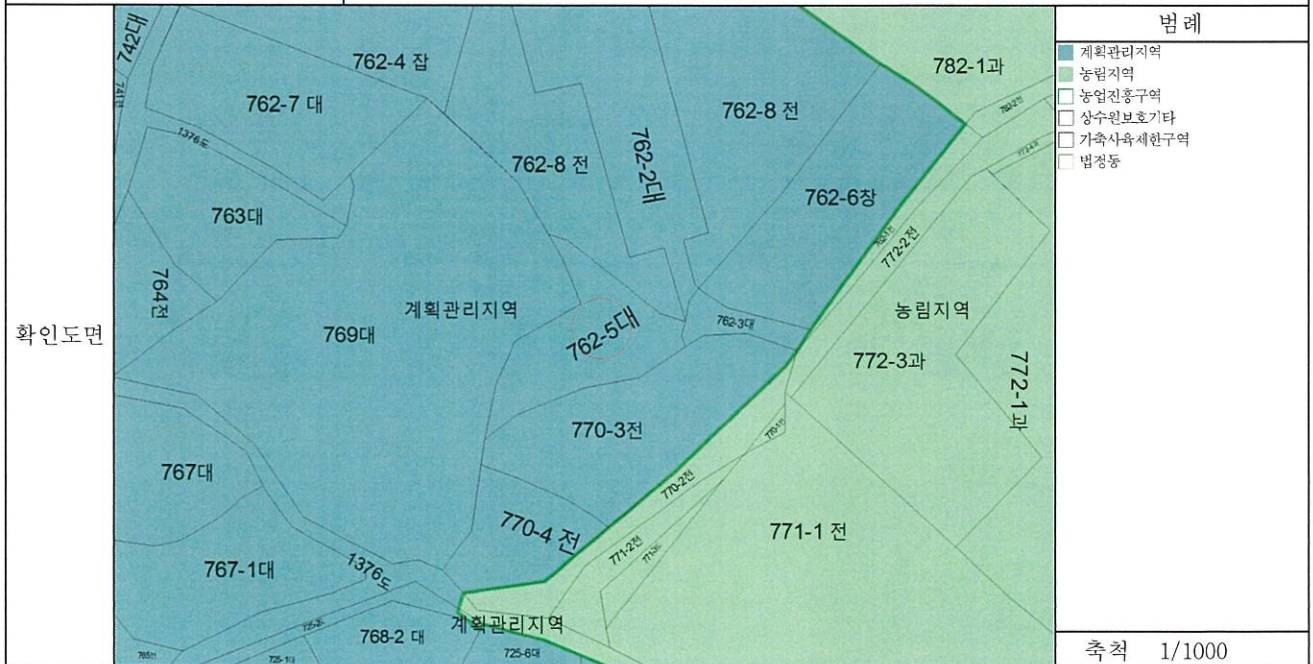 확인도면
742대
762-4 잡
782-1과
762-7 대
762-8 전
1376도
762-8 전
762-2대
763대
762-6창
772-2전
764전
계획관리지역
농림지역
769대
762-5대
762-3대
772-3과
772-1과
770-3전
767대
770-2전
770-4 전
771-1 전
771-2전
767-1대
1376도
768-2 대
계획관리지역
725-6대
범례
계획관리지역
농림지역
농업진흥구역
상수원보호기타
가축사육제한구역
법정동
축척 1/1000